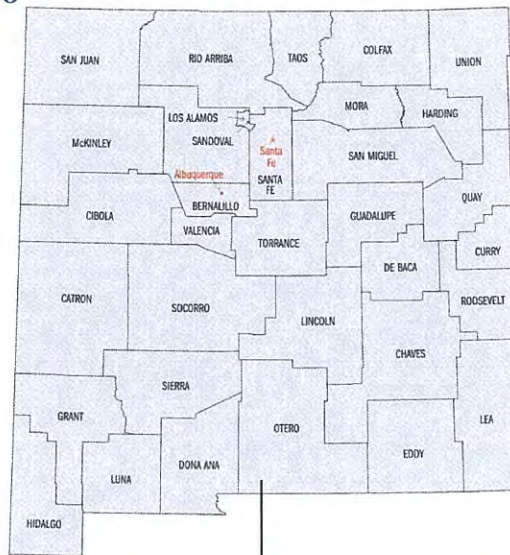 SAN JUAN
RIO ARRIBA
TAOS
COLFAX
UNION
LOS ALAMOS
MORA
HARDING
McKINLEY
SANDOVAL
Santa
Fe
SANTA
FE
SAN MIGUEL
Albuquerque
BERNALILLO
CIBOLA
VALENCIA
TORRANCE
GUADALUPE
QUAY
CURRY
DE BACA
CATRON
SOCORRO
LINCOLN
ROOSEVELT
CHAVES
SIERRA
GRANT
OTERO
LEA
LUNA
DONA ANA
EDDY
HIDALGO